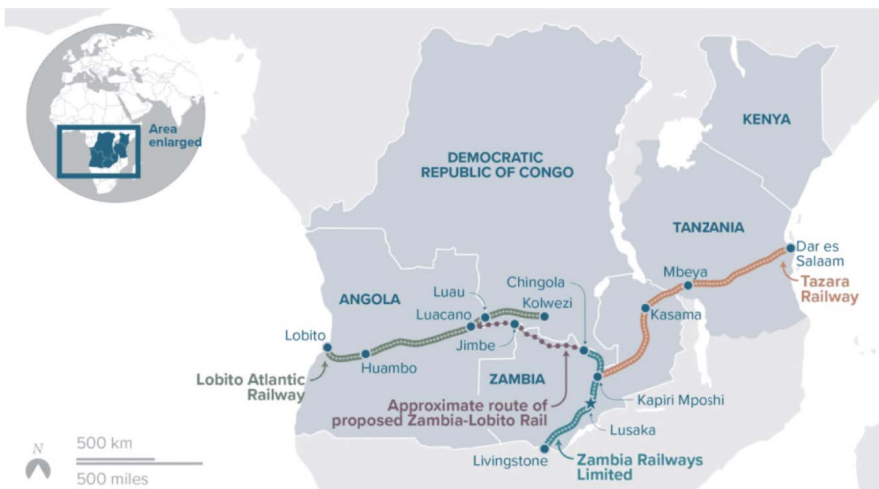 Area
enlarged
KENYA
DEMOCRATIC
REPUBLIC OF CONGO
TANZANIA
Dar es
Salaam
Mbeya
Chingola
Tazara
Railway
Luau
Kolwezi
ANGOLA
Luacano
Kasama
Lobito
Jimbe
Huambo
ZAMBIA
Lobito Atlantic
Railway
Approximate route of
proposed Zambia-Lobito Rail
Kapiri Mposhi
Lusaka
N
500 km
500 miles
Livingstone
Zambia Railways
Limited